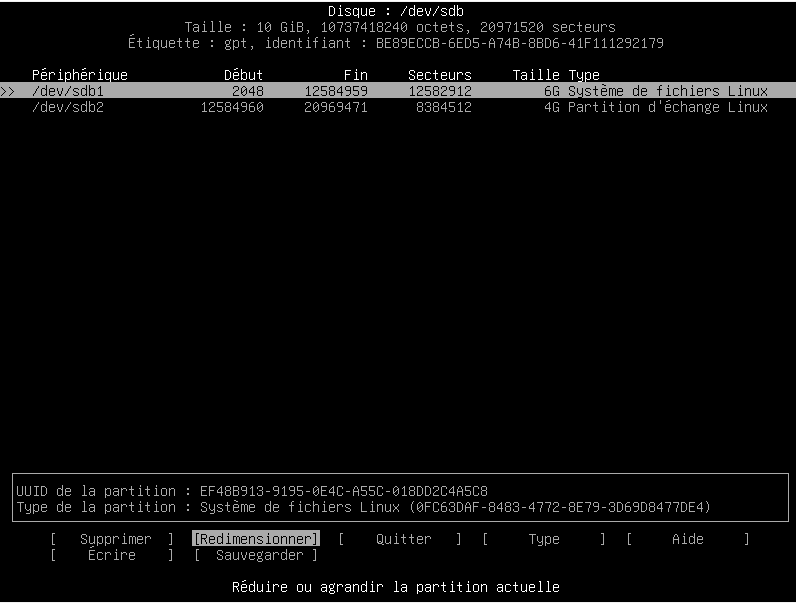 Disque : /dev/sdb
Taille : 10 GiB, 10737418240 octets, 20971520 secteurs
Étiquette : gpt, identifiant : BE89ECCB-6ED5-A74B-8BD6-41F111292179
Périphérique Début Fin Secteurs Taille Type
>> /dev/sdb1 2048 12584959 12582912 6G Système de fichiers Linux
/dev/sdb2 12584960 20969471 8384512 4G Partition d'échange Linux
UUID de la partition : EF48B913-9195-0E4C-A55C-018DD2C4A5C8
Type de la partition : Système de fichiers Linux (0FC63DAF-8483-4772-8E79-3D69D8477DE4)
[ Supprimer ] [Redimensionner] [ Quitter ] [ Type ] [ Aide ]
[ Écrire ] [ Sauvegarder ]
Réduire ou agrandir la partition actuelle